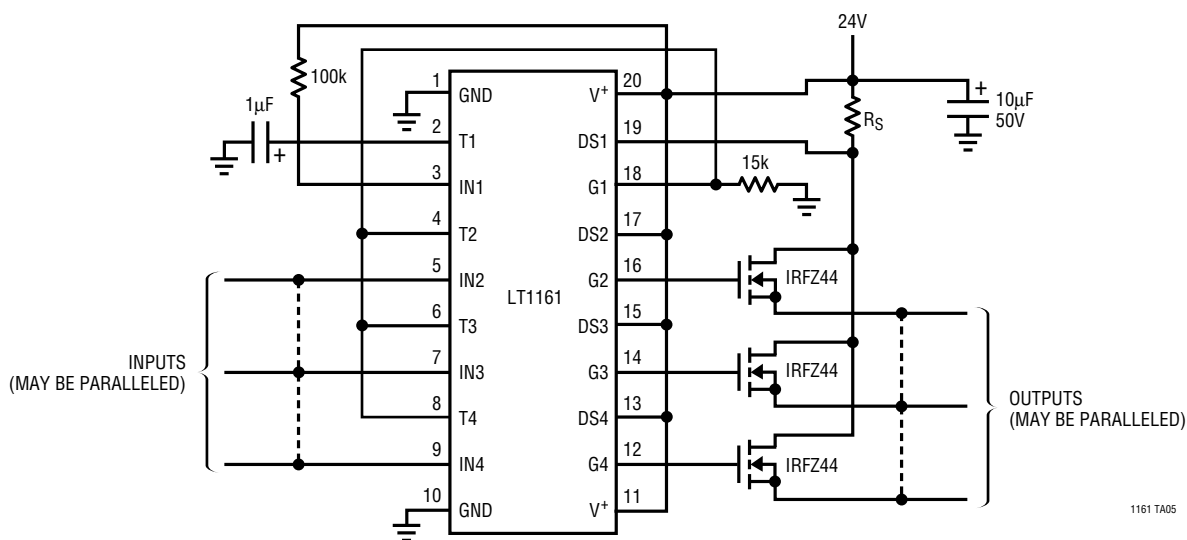 24V
100k
1µF
+
1
GND
2
T1
3
IN1
4
T2
5
IN2
6
T3
7
IN3
8
T4
9
IN4
10
GND
LT1161
20
V+
19
DS1
18
G1
17
DS2
16
G2
15
DS3
14
G3
13
DS4
12
G4
11
V+
RS
+
10µF
50V
15k
IRFZ44
IRFZ44
IRFZ44
INPUTS
(MAY BE PARALLELED)
OUTPUTS
(MAY BE PARALLELED)
1161 TA05